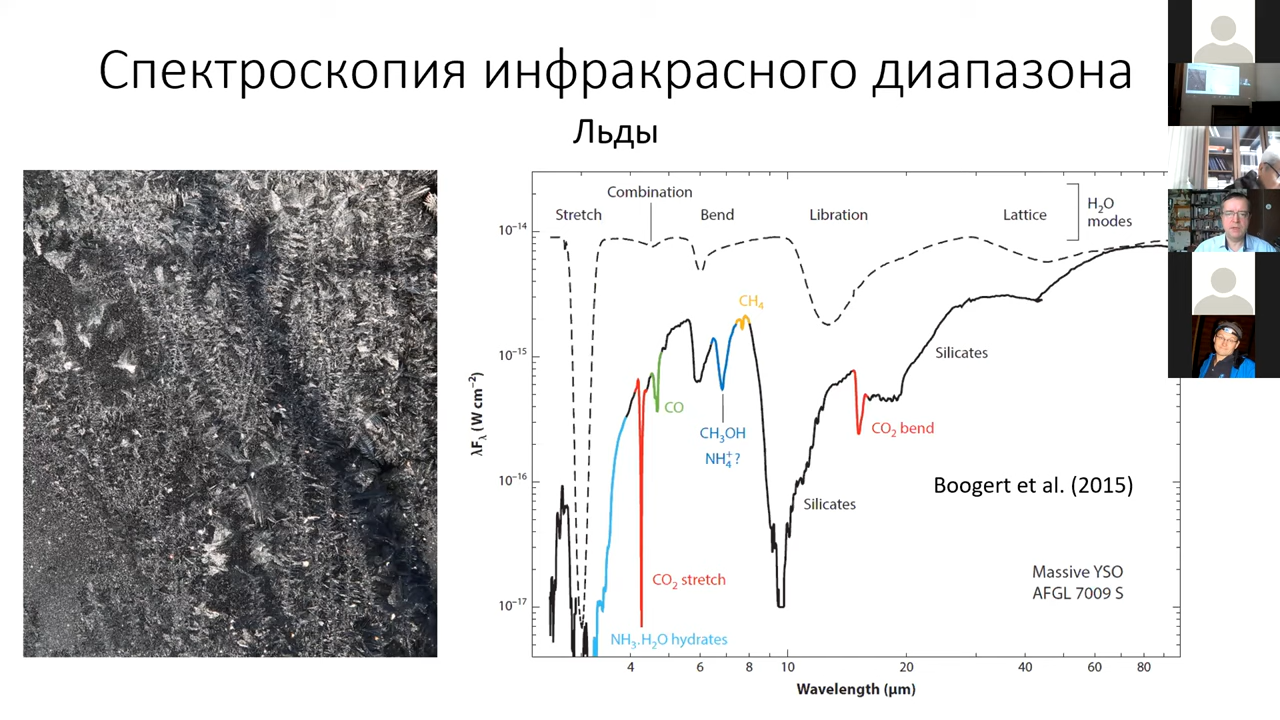 Спектроскопия инфракрасного диапазона
Льды
Combination
Stretch
Bend
Libration
Lattice
H₂O
modes
10⁻¹⁴
10⁻¹⁵
10⁻¹⁶
10⁻¹⁷
λFλ (W cm⁻²)
CH₄
CO
CH₃OH
NH₄⁺?
Silicates
CO₂ bend
Silicates
Boogert et al. (2015)
CO₂ stretch
NH₃.H₂O hydrates
Massive YSO
AFGL 7009 S
4 6 8 10 20 40 60 80
Wavelength (μm)